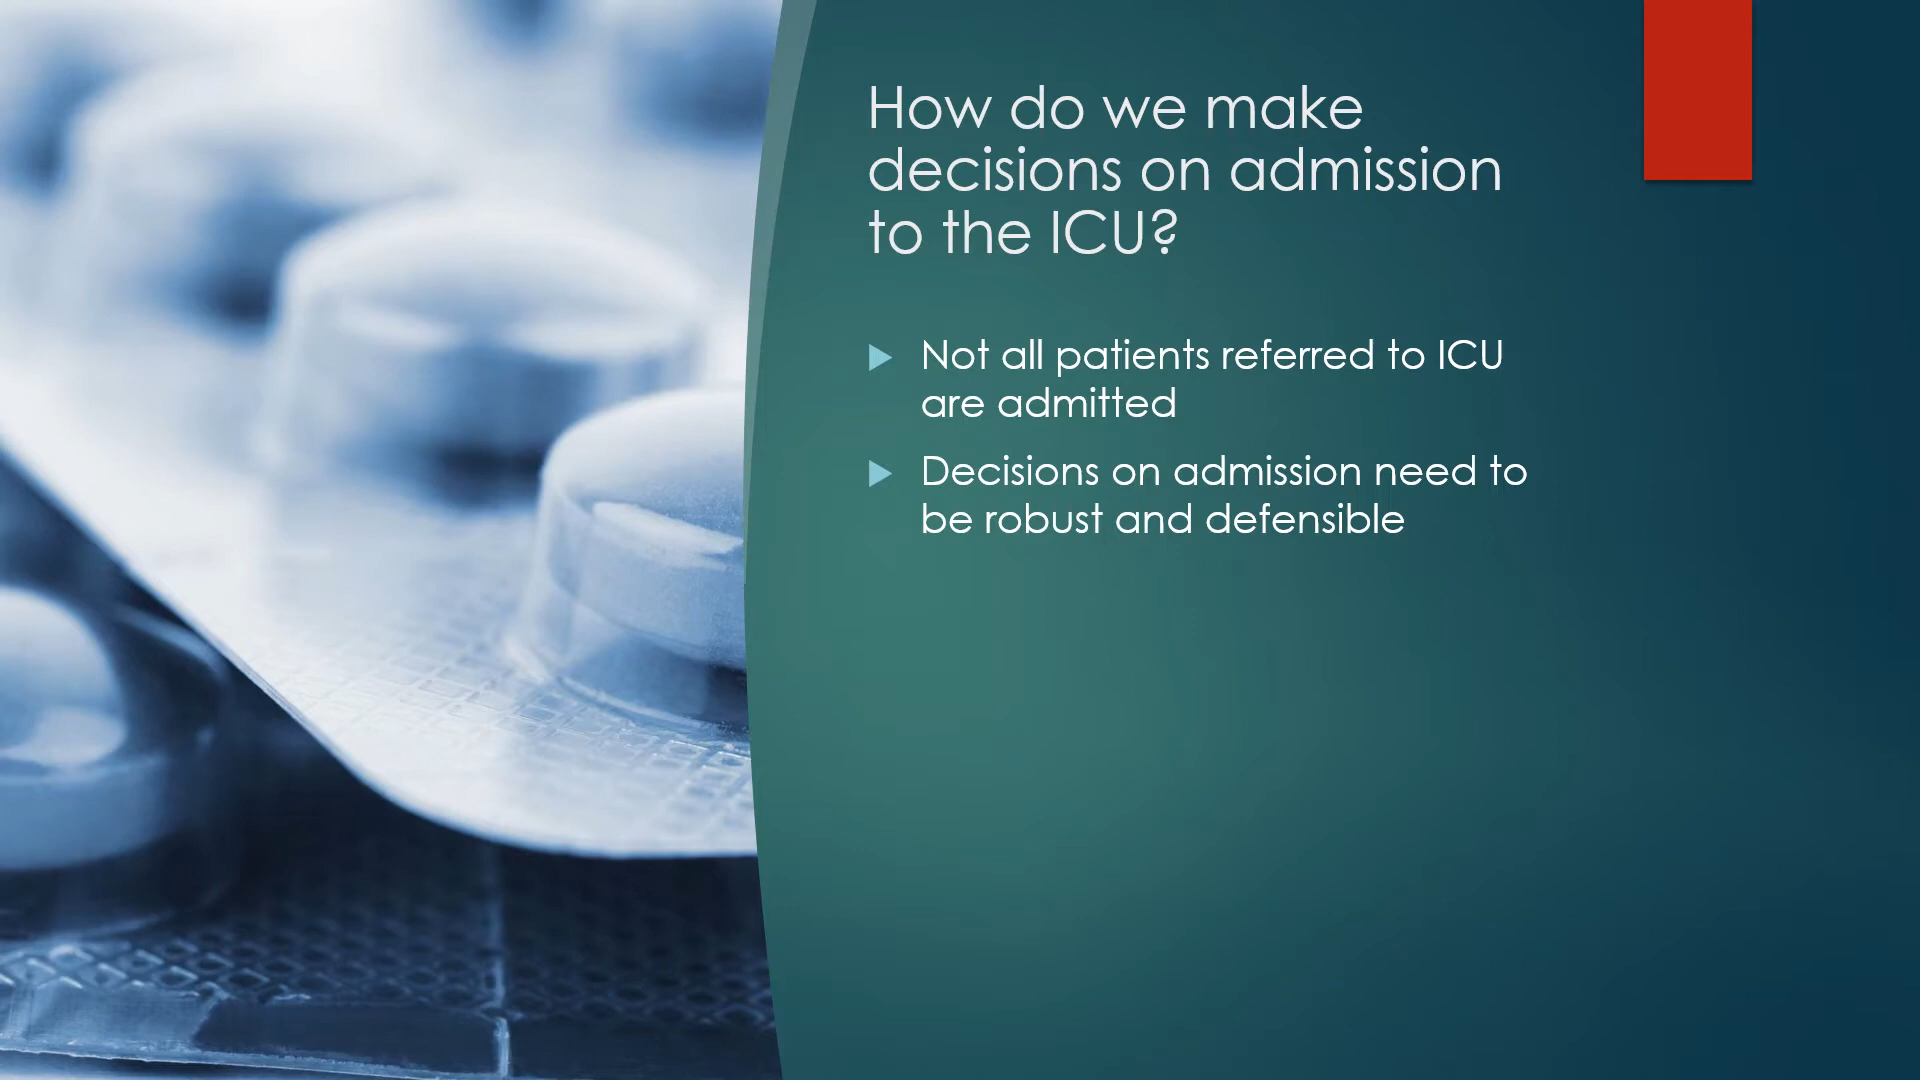 How do we make
decisions on admission
to the ICU?
Not all patients referred to ICU
are admitted
Decisions on admission need to
be robust and defensible